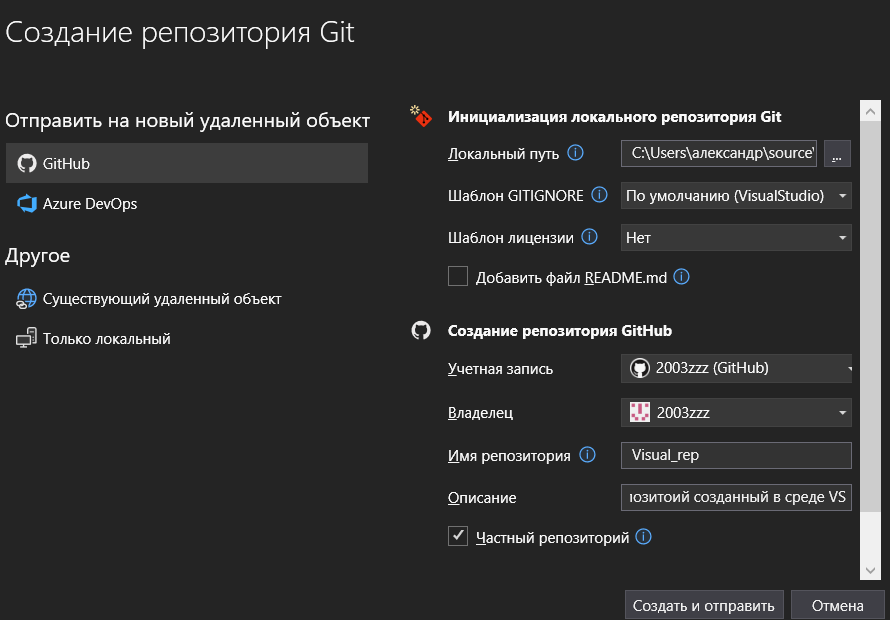 Создание репозитория Git
Отправить на новый удаленный объект
GitHub
Azure DevOps
Другое
Существующий удаленный объект
Только локальный
Инициализация локального репозитория Git
Локальный путь
C:\Users\александр\source\
...
Шаблон GITIGNORE
По умолчанию (VisualStudio)
Шаблон лицензии
Нет
Добавить файл README.md
Создание репозитория GitHub
Учетная запись
2003zzz (GitHub)
Владелец
2003zzz
Имя репозитория
Visual_rep
Описание
позитоий созданный в среде VS
Частный репозиторий
Создать и отправить
Отмена